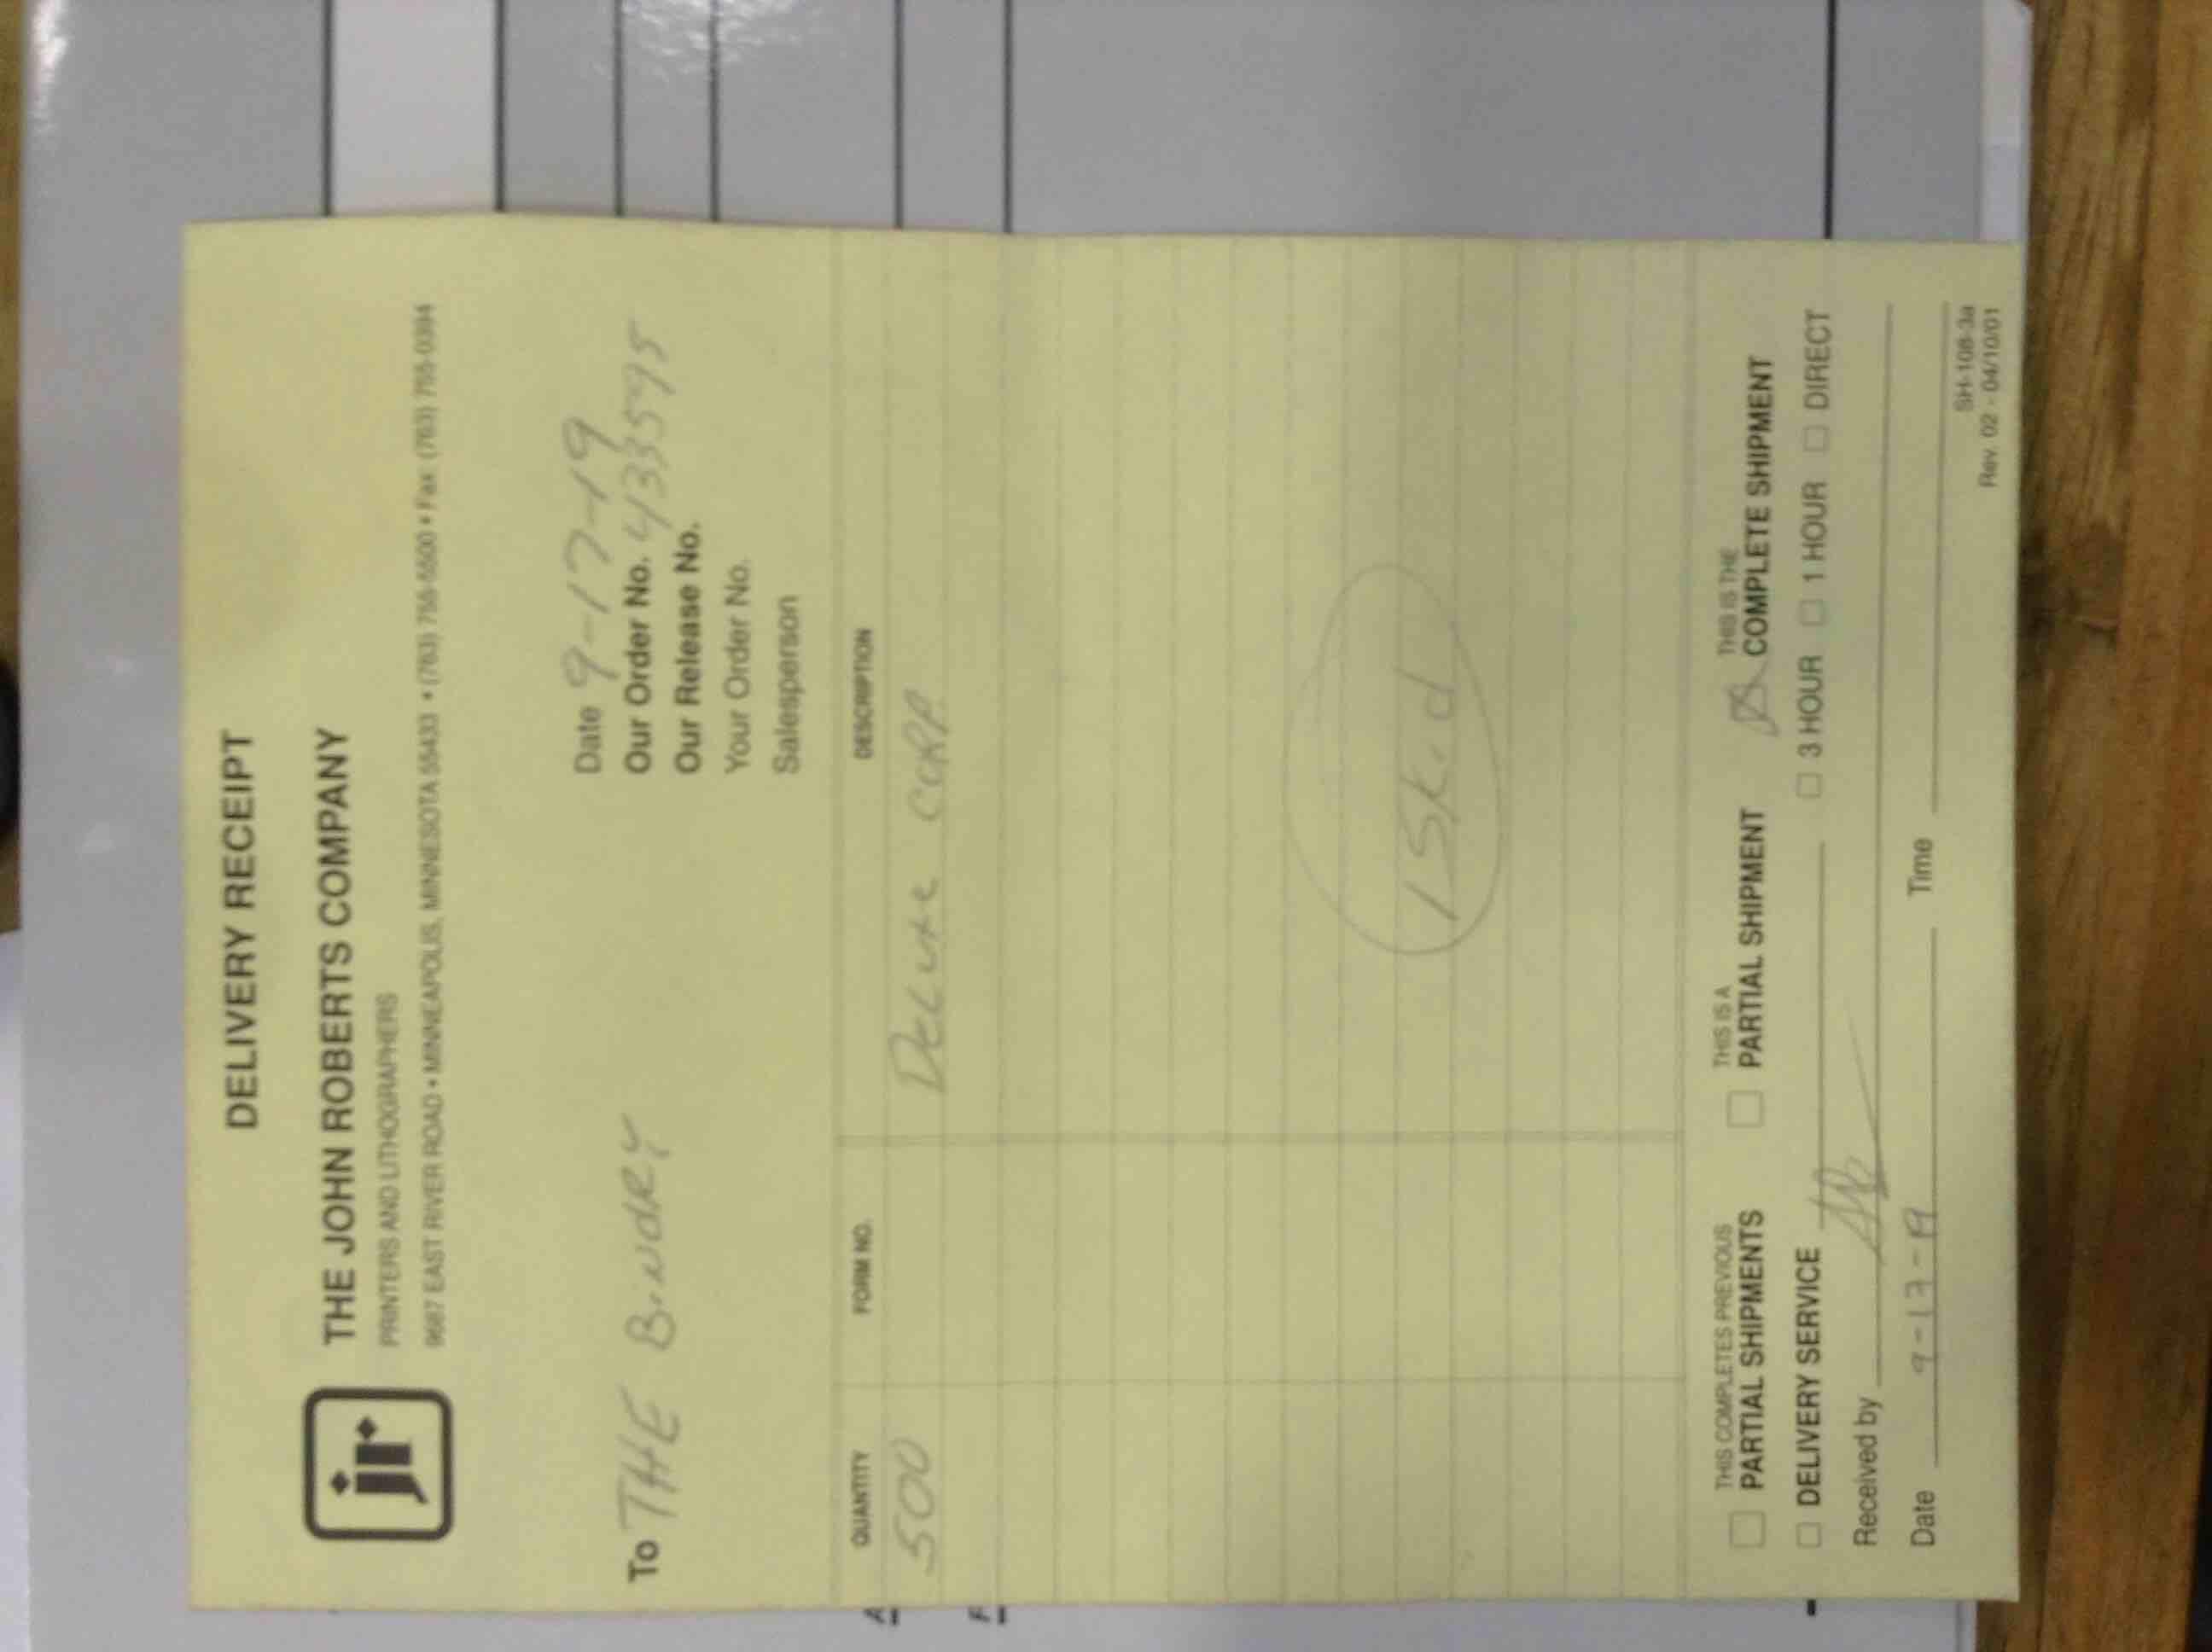 DELIVERY RECEIPT
jr
THE JOHN ROBERTS COMPANY
PRINTERS AND LITHOGRAPHERS
9687 EAST RIVER ROAD • MINNEAPOLIS, MINNESOTA 55433 • (763) 755-5500 • Fax: (763) 755-0394
Date 9-17-19
To THE BiNdRY
Our Order No. 433595
Our Release No.
Your Order No.
Salesperson
QUANTITY FORM NO. DESCRIPTION
500 DeLuxe CORP
1 Skid
THIS COMPLETES PREVIOUS PARTIAL SHIPMENTS
THIS IS A PARTIAL SHIPMENT
THIS IS THE COMPLETE SHIPMENT
DELIVERY SERVICE 3 HOUR 1 HOUR DIRECT
Received by
Date 9-17-19 Time
SH-108-3a
Rev. 02 - 04/10/01